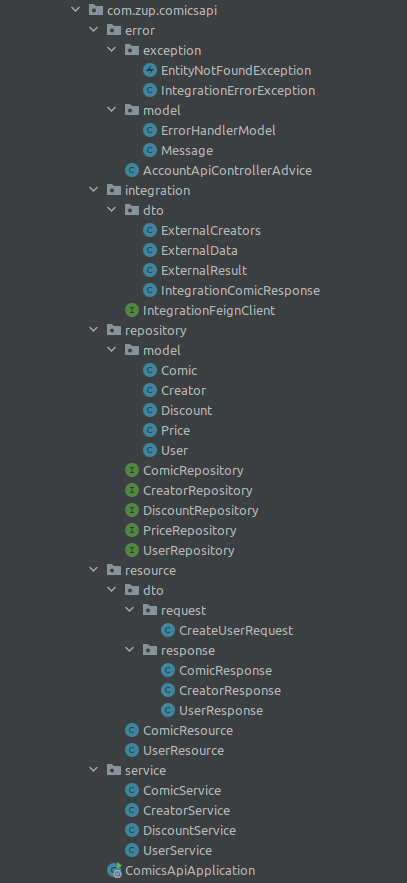 com.zup.comicsapi
error
exception
EntityNotFoundException
IntegrationErrorException
model
ErrorHandlerModel
Message
AccountApiControllerAdvice
integration
dto
ExternalCreators
ExternalData
ExternalResult
IntegrationComicResponse
IntegrationFeignClient
repository
model
Comic
Creator
Discount
Price
User
ComicRepository
CreatorRepository
DiscountRepository
PriceRepository
UserRepository
resource
dto
request
CreateUserRequest
response
ComicResponse
CreatorResponse
UserResponse
ComicResource
UserResource
service
ComicService
CreatorService
DiscountService
UserService
ComicsApiApplication